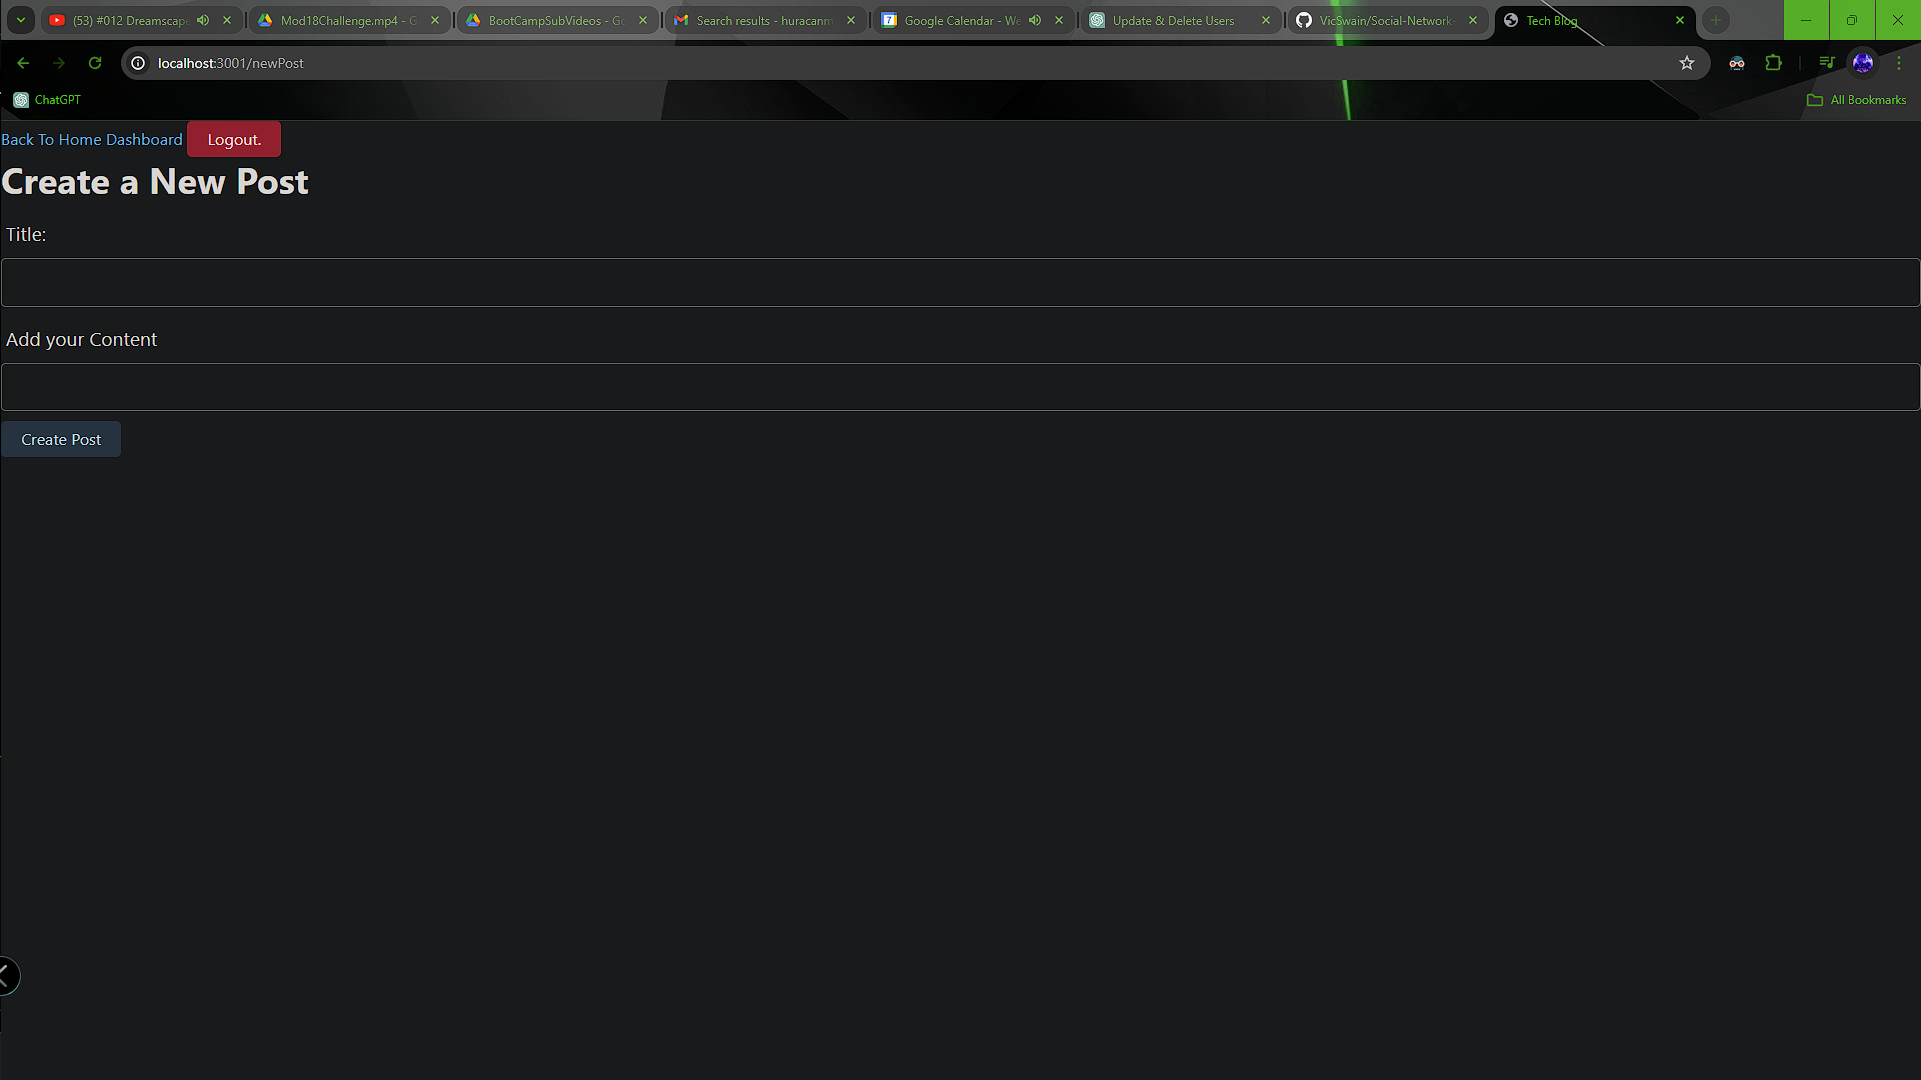 (53) #012 Dreamscape
Mod18Challenge.mp4 - G
BootCampSubVideos - Go
Search results - huracanm
7
Google Calendar - We
Update & Delete Users
VicSwain/Social-Network-
Tech Blog
localhost:3001/newPost
ChatGPT
All Bookmarks
Back To Home Dashboard
Logout.
Create a New Post
Title:
Add your Content
Create Post